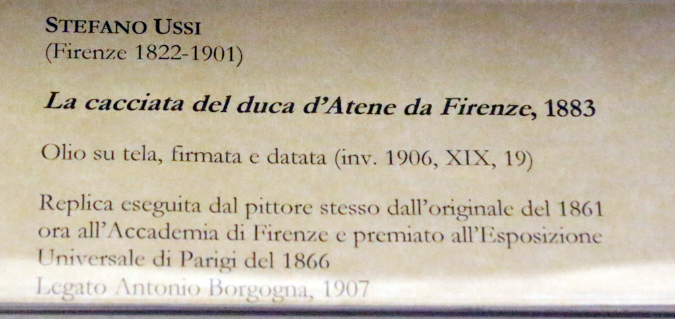 STEFANO USSI
(Firenze 1822-1901)
La cacciata del duca d'Atene da Firenze, 1883
Olio su tela, firmata e datata (inv. 1906, XIX, 19)
Replica eseguita dal pittore stesso dall'originale del 1861
ora all'Accademia di Firenze e premiato all'Esposizione
Universale di Parigi del 1866
Legato Antonio Borgogna, 1907